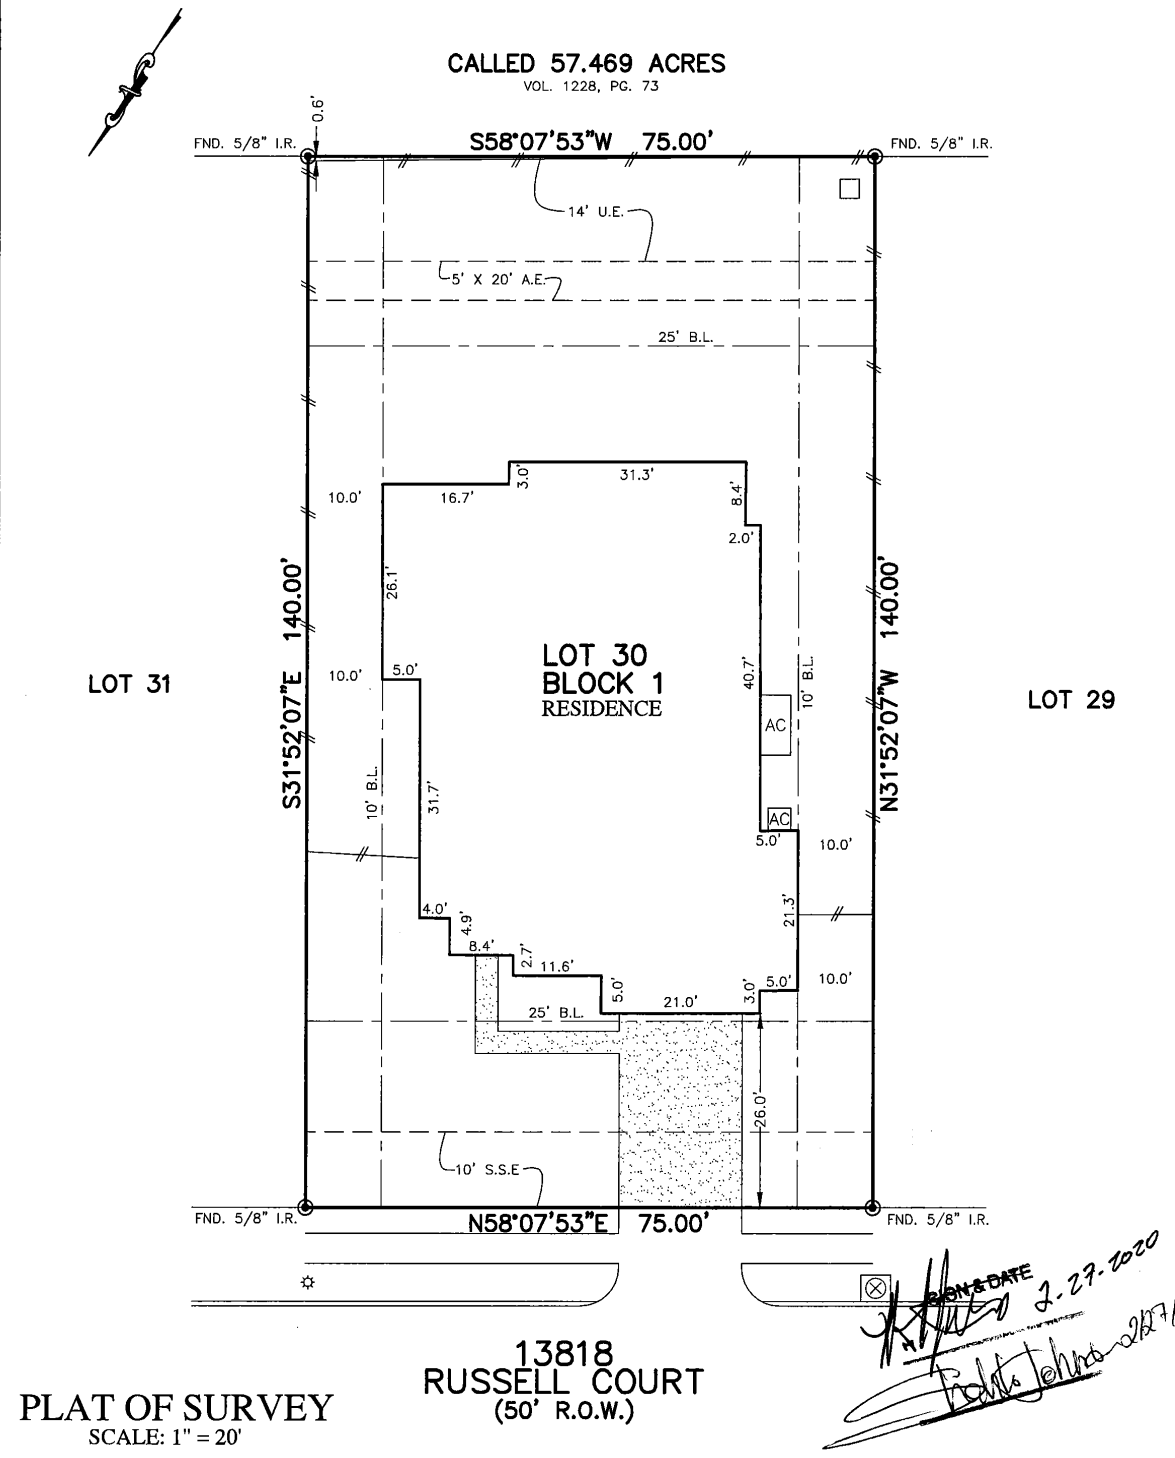 CALLED 57.469 ACRES
VOL. 1228, PG. 73
0.6'
FND. 5/8" I.R.
S58°07'53"W 75.00'
FND. 5/8" I.R.
14' U.E.
5' X 20' A.E.
25' B.L.
3.0'
31.3'
8.4'
10.0'
16.7'
2.0'
26.1'
S31°52'07"E 140.00'
N31°52'07"W 140.00'
LOT 30
BLOCK 1
RESIDENCE
10.0'
5.0'
40.7'
10' B.L.
LOT 31
LOT 29
AC
10' B.L.
31.7'
AC
5.0'
10.0'
4.0'
4.9'
21.3'
8.4'
2.7'
11.6'
5.0'
21.0'
3.0'
5.0'
10.0'
25' B.L.
26.0'
10' S.S.E
FND. 5/8" I.R.
N58°07'53"E 75.00'
FND. 5/8" I.R.
SIGN & DATE
2-27-2020
Johnson 2/27/
13818
RUSSELL COURT
(50' R.O.W.)
PLAT OF SURVEY
SCALE: 1" = 20'